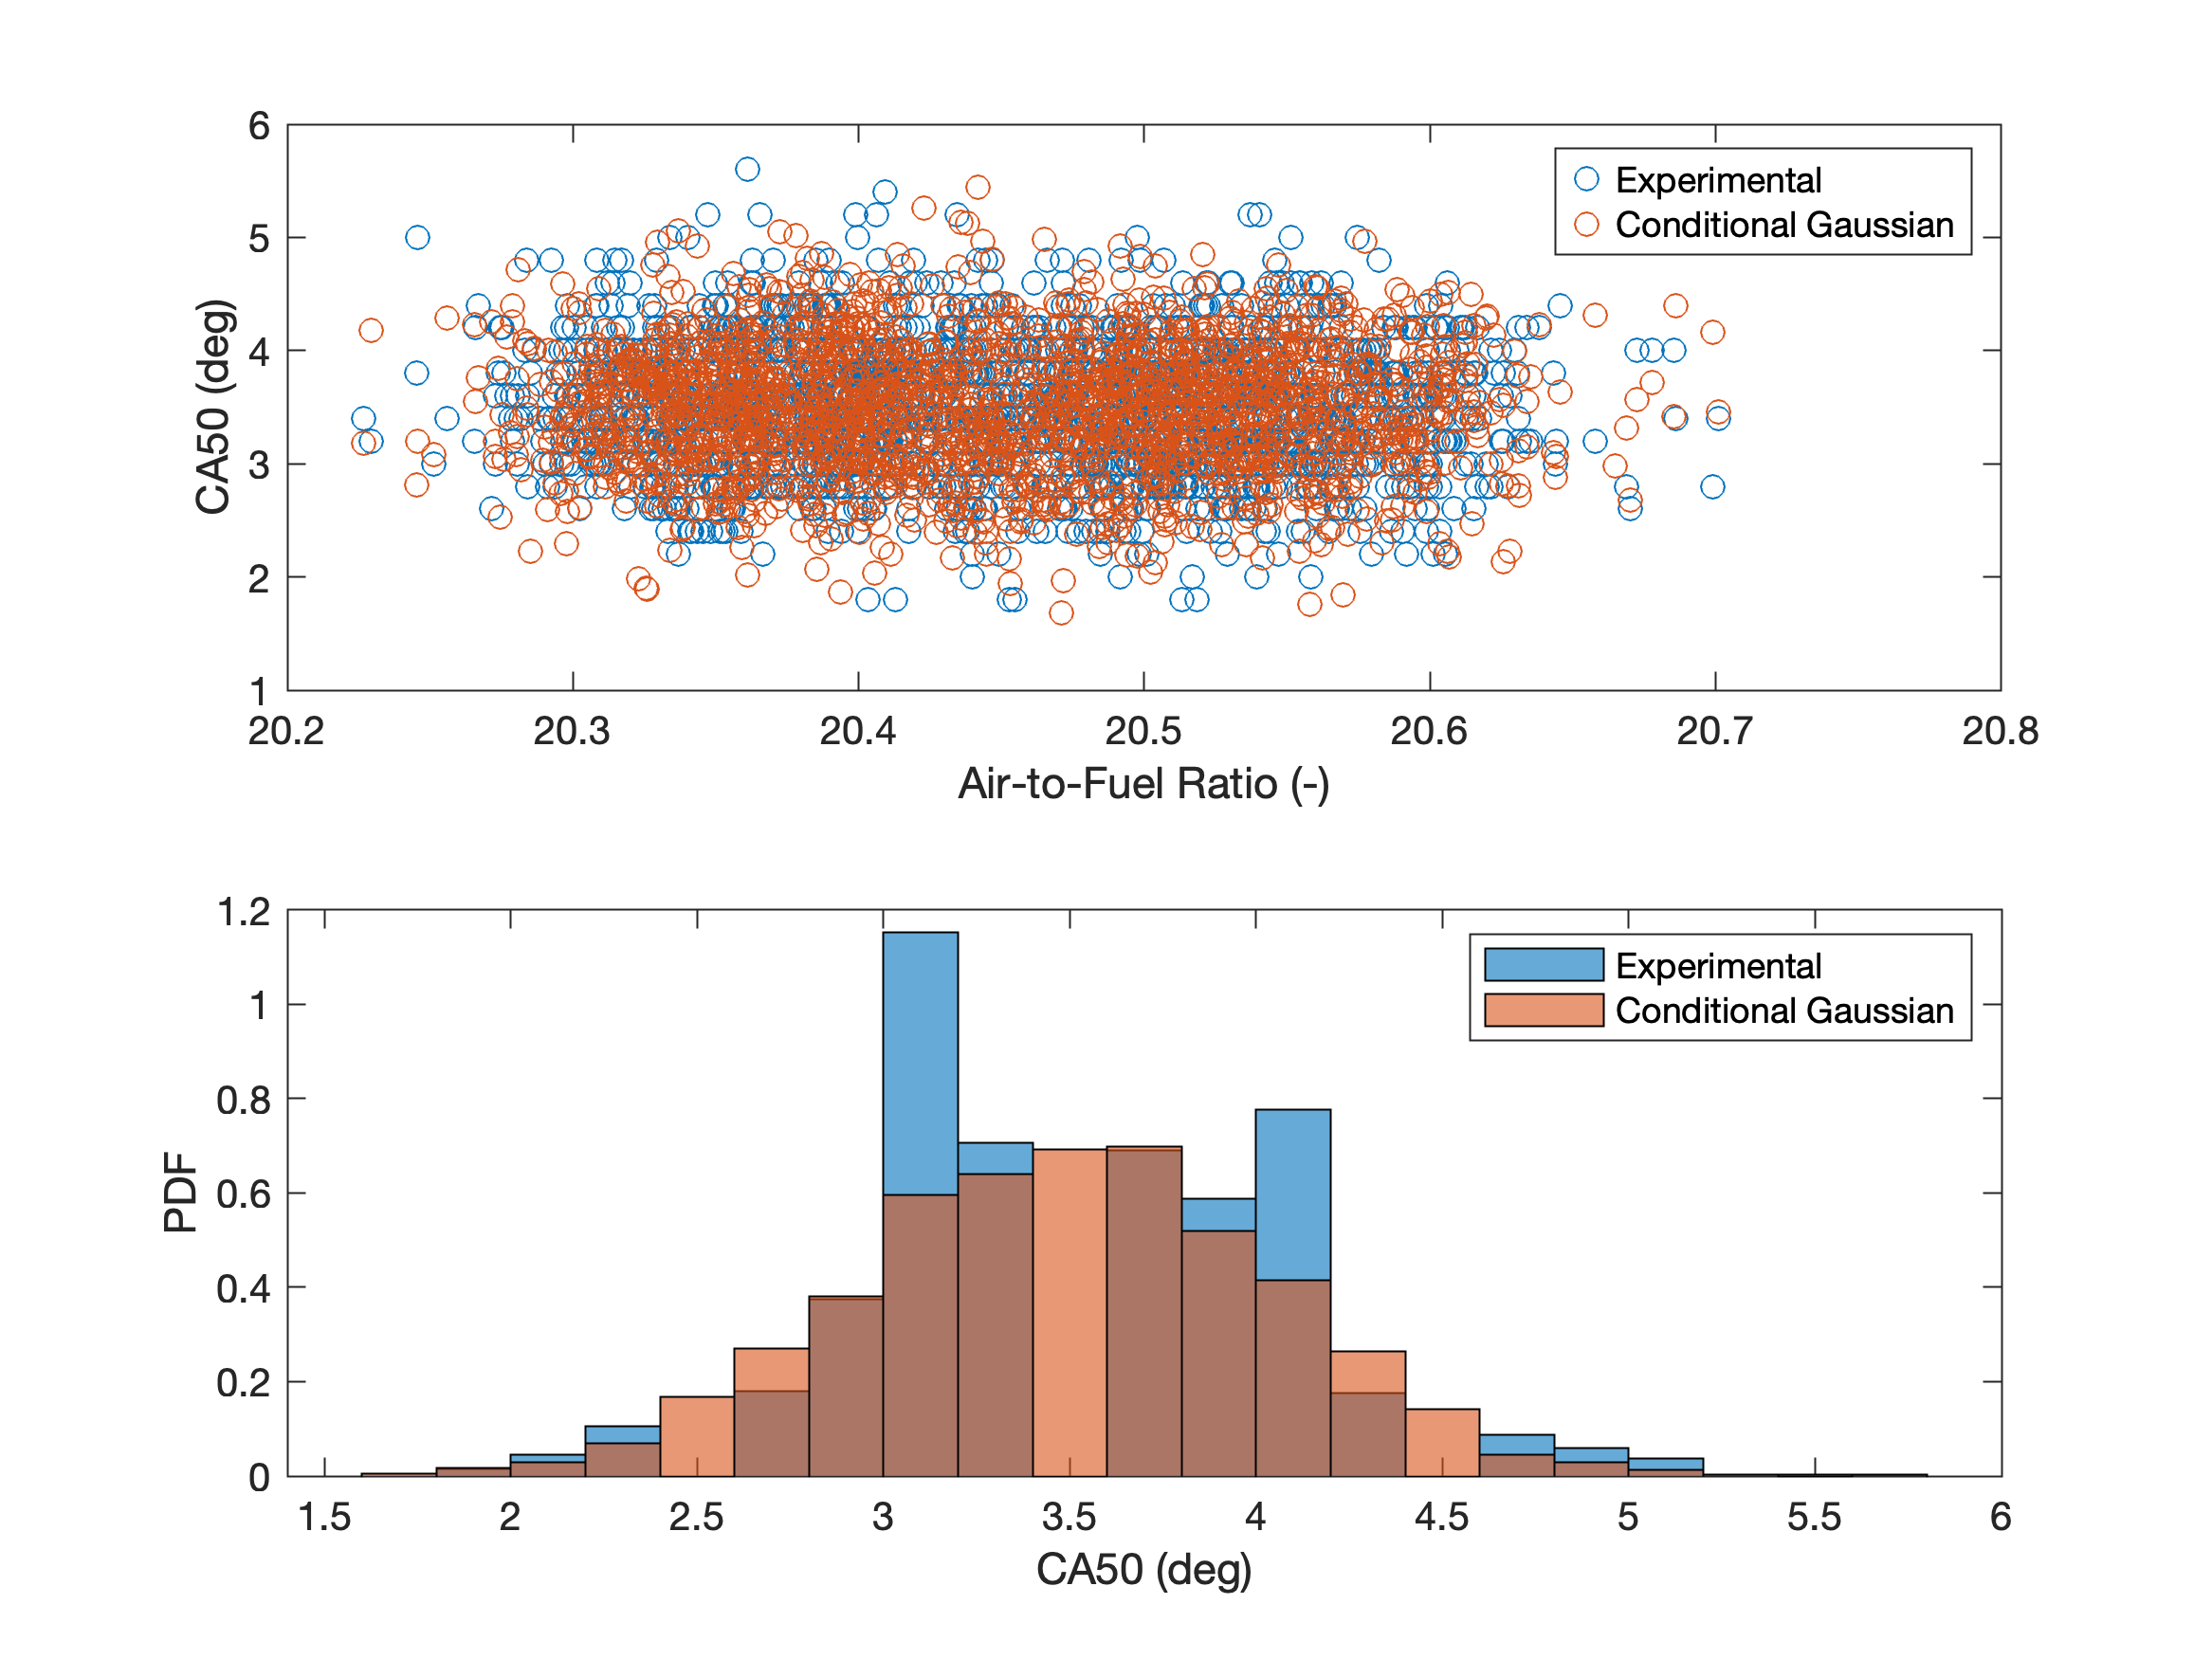 6
5
4
3
2
1
CA50 (deg)
Experimental
Conditional Gaussian
20.2 20.3 20.4 20.5 20.6 20.7 20.8
Air-to-Fuel Ratio (-)
1.2
1
0.8
0.6
0.4
0.2
0
PDF
Experimental
Conditional Gaussian
1.5 2 2.5 3 3.5 4 4.5 5 5.5 6
CA50 (deg)